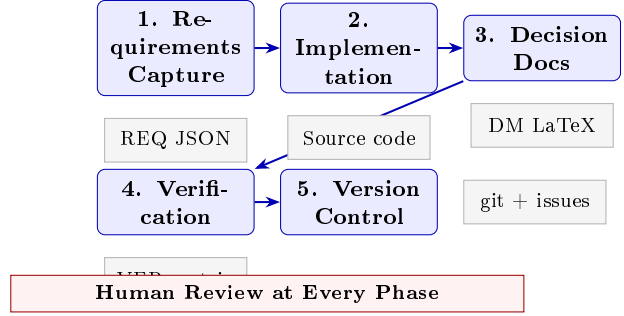 1. Re-
quirements
Capture
2.
Implemen-
tation
3. Decision
Docs
REQ JSON
Source code
DM LaTeX
4. Verifi-
cation
5. Version
Control
git + issues
Human Review at Every Phase